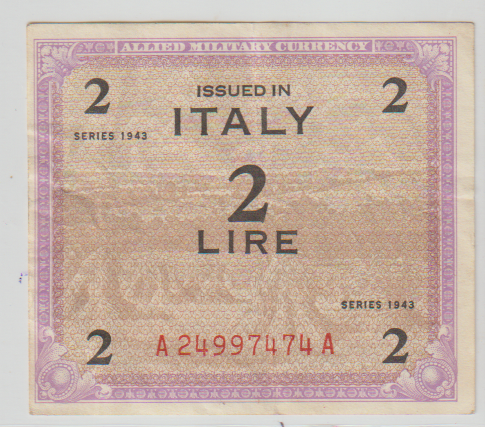 ALLIED MILITARY CURRENCY
2 ISSUED IN 2
SERIES 1943 ITALY
2
LIRE
SERIES 1943
2 A 24997474 A 2